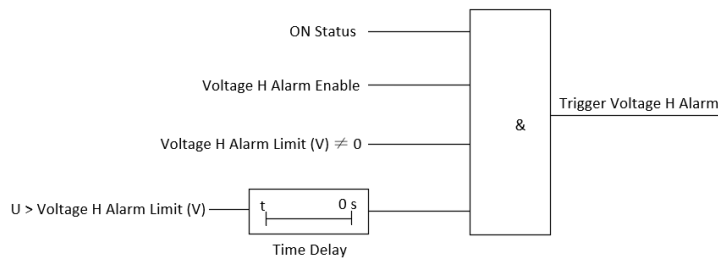 ON Status
Voltage H Alarm Enable
Trigger Voltage H Alarm
&
Voltage H Alarm Limit (V) ≠ 0
U > Voltage H Alarm Limit (V)
t 0 s
Time Delay